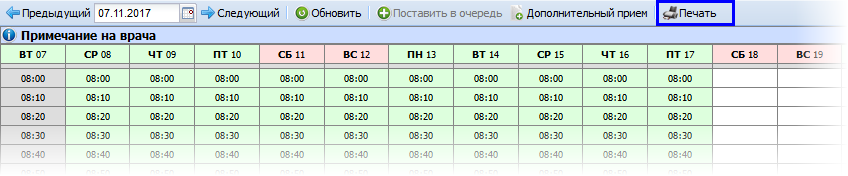 Предыдущий 07.11.2017 Следующий Обновить Поставить в очередь Дополнительный прием Печать
Примечание на врача
ВТ 07 СР 08 ЧТ 09 ПТ 10 СБ 11 ВС 12 ПН 13 ВТ 14 СР 15 ЧТ 16 ПТ 17 СБ 18 ВС 19
08:00 08:00 08:00 08:00 08:00 08:00 08:00 08:00 08:00 08:00 08:00
08:10 08:10 08:10 08:10 08:10 08:10 08:10 08:10 08:10 08:10 08:10
08:20 08:20 08:20 08:20 08:20 08:20 08:20 08:20 08:20 08:20 08:20
08:30 08:30 08:30 08:30 08:30 08:30 08:30 08:30 08:30 08:30 08:30
08:40 08:40 08:40 08:40 08:40 08:40 08:40 08:40 08:40 08:40 08:40